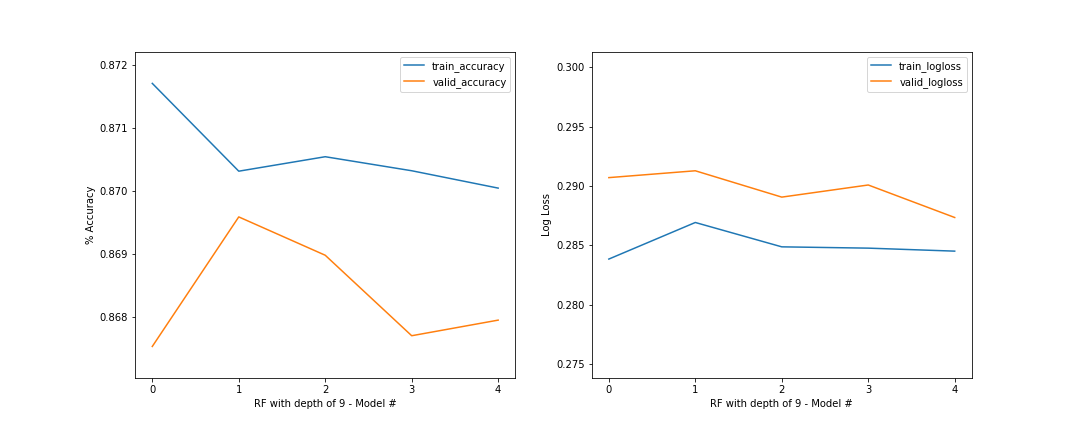 train_accuracy
valid_accuracy
0.872
0.871
0.870
0.869
0.868
% Accuracy
0 1 2 3 4
RF with depth of 9 - Model #
train_logloss
valid_logloss
0.300
0.295
0.290
0.285
0.280
0.275
Log Loss
0 1 2 3 4
RF with depth of 9 - Model #